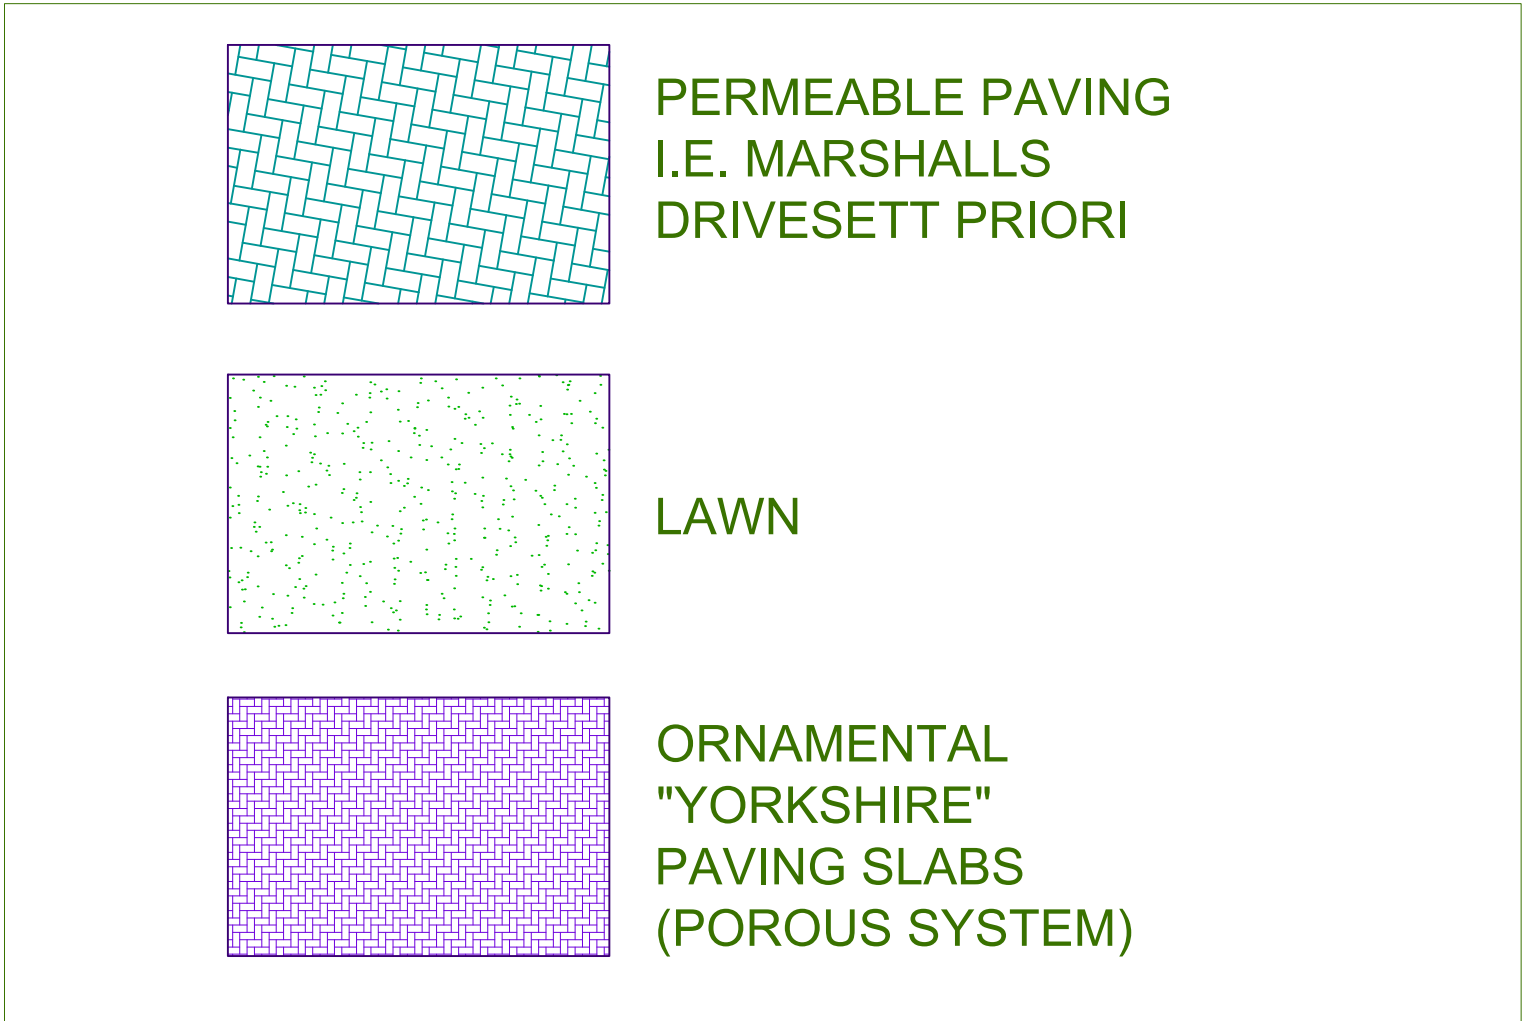 PERMEABLE PAVING
I.E. MARSHALLS
DRIVESETT PRIORI
LAWN
ORNAMENTAL
"YORKSHIRE"
PAVING SLABS
(POROUS SYSTEM)